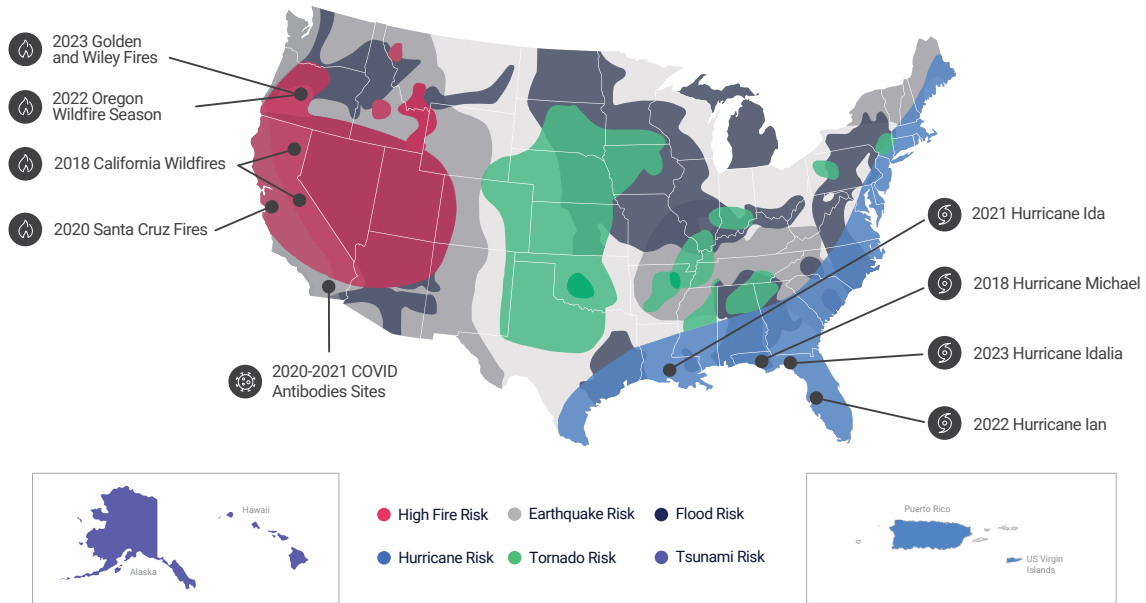 2023 Golden
and Wiley Fires
2022 Oregon
Wildfire Season
2018 California Wildfires
2020 Santa Cruz Fires
2020-2021 COVID
Antibodies Sites
2021 Hurricane Ida
2018 Hurricane Michael
2023 Hurricane Idalia
2022 Hurricane Ian
Hawaii
Alaska
High Fire Risk
Earthquake Risk
Flood Risk
Hurricane Risk
Tornado Risk
Tsunami Risk
Puerto Rico
US Virgin
Islands